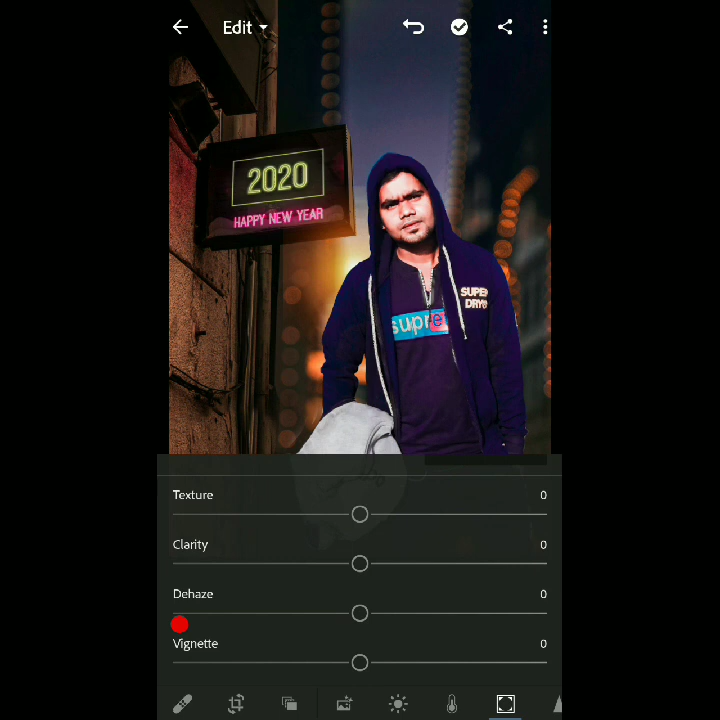 Edit
2020
HAPPY NEW YEAR
SUPER
DRY
supre
Texture 0
Clarity 0
Dehaze 0
Vignette 0